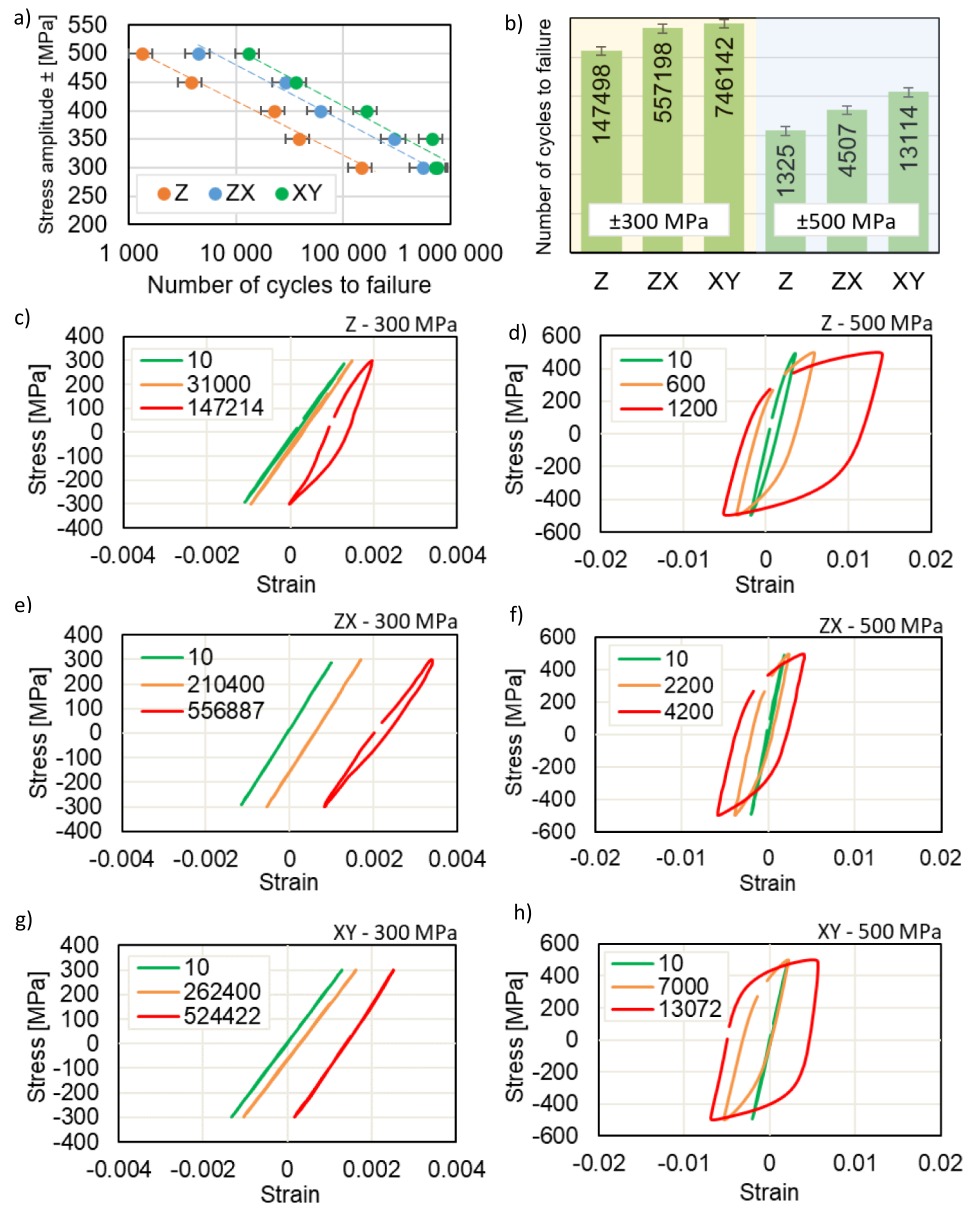 a)
Stress amplitude ± [MPa]
550
500
450
400
350
300
250
200
Z ZX XY
1 000 10 000 100 000 1 000 000
Number of cycles to failure
b)
Number of cycles to failure
147498 557198 746142 1325 4507 13114
±300 MPa ±500 MPa
Z ZX XY Z ZX XY
c)
Z - 300 MPa
Stress [MPa]
400
300
200
100
0
-100
-200
-300
-400
10
31000
147214
-0.004 -0.002 0 0.002 0.004
Strain
d)
Z - 500 MPa
Stress [MPa]
600
400
200
0
-200
-400
-600
10
600
1200
-0.02 -0.01 0 0.01 0.02
Strain
e)
ZX - 300 MPa
Stress [MPa]
400
300
200
100
0
-100
-200
-300
-400
10
210400
556887
-0.004 -0.002 0 0.002 0.004
Strain
f)
ZX - 500 MPa
Stress [MPa]
600
400
200
0
-200
-400
-600
10
2200
4200
-0.02 -0.01 0 0.01 0.02
Strain
g)
XY - 300 MPa
Stress [MPa]
400
300
200
100
0
-100
-200
-300
-400
10
262400
524422
-0.004 -0.002 0 0.002 0.004
Strain
h)
XY - 500 MPa
Stress [MPa]
600
400
200
0
-200
-400
-600
10
7000
13072
-0.02 -0.01 0 0.01 0.02
Strain